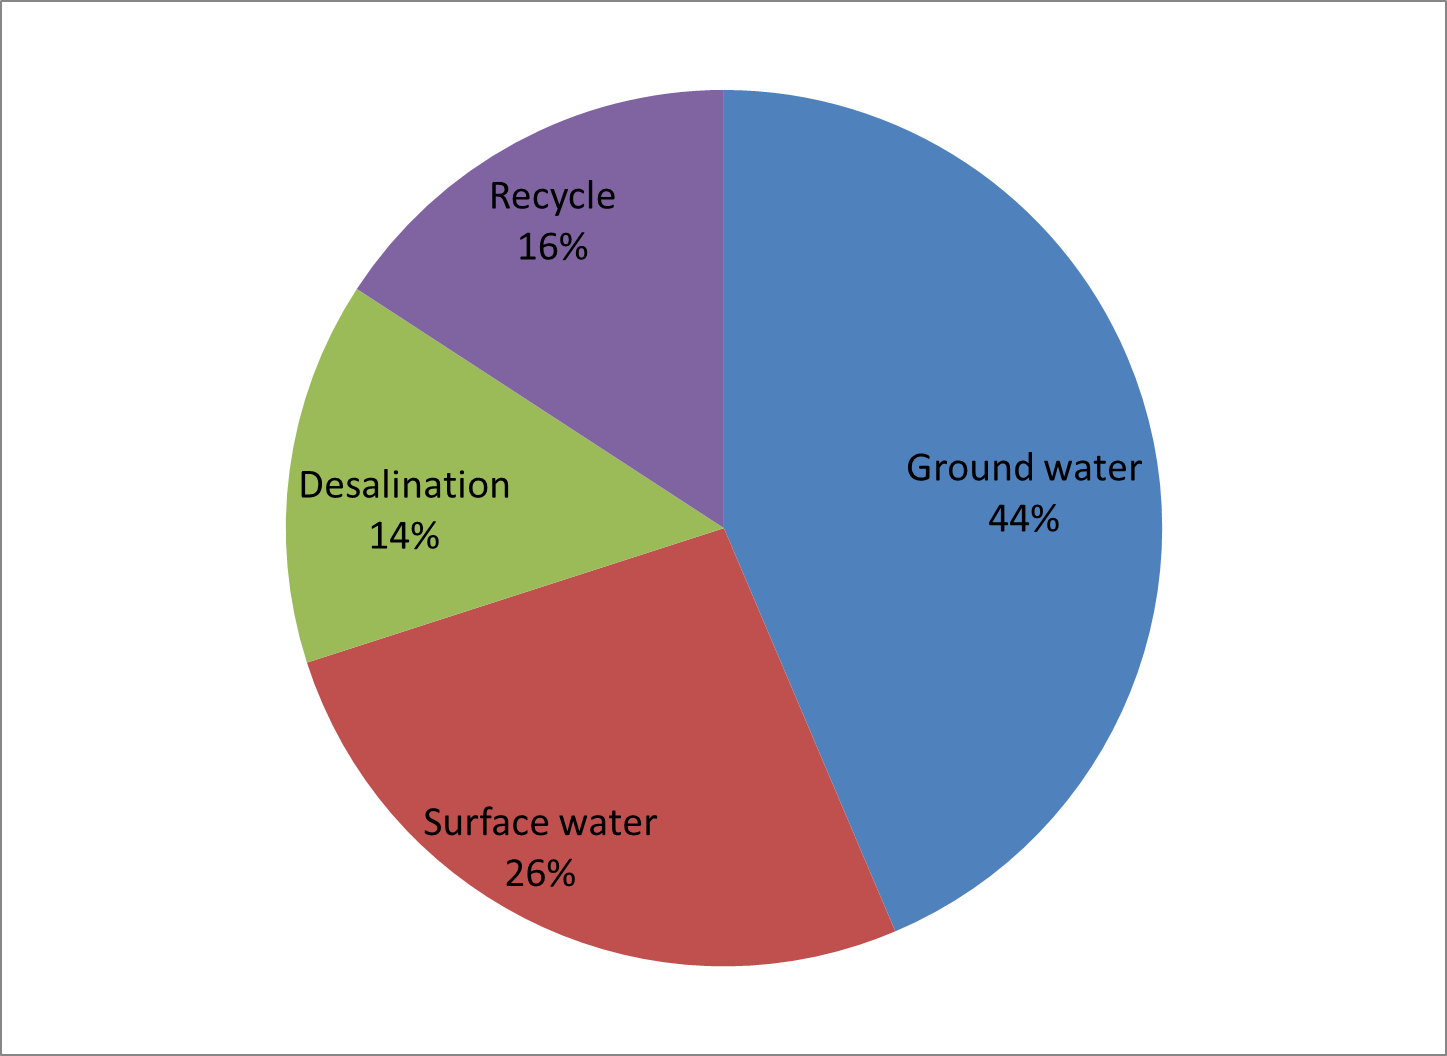 Recycle
16%
Ground water
44%
Desalination
14%
Surface water
26%